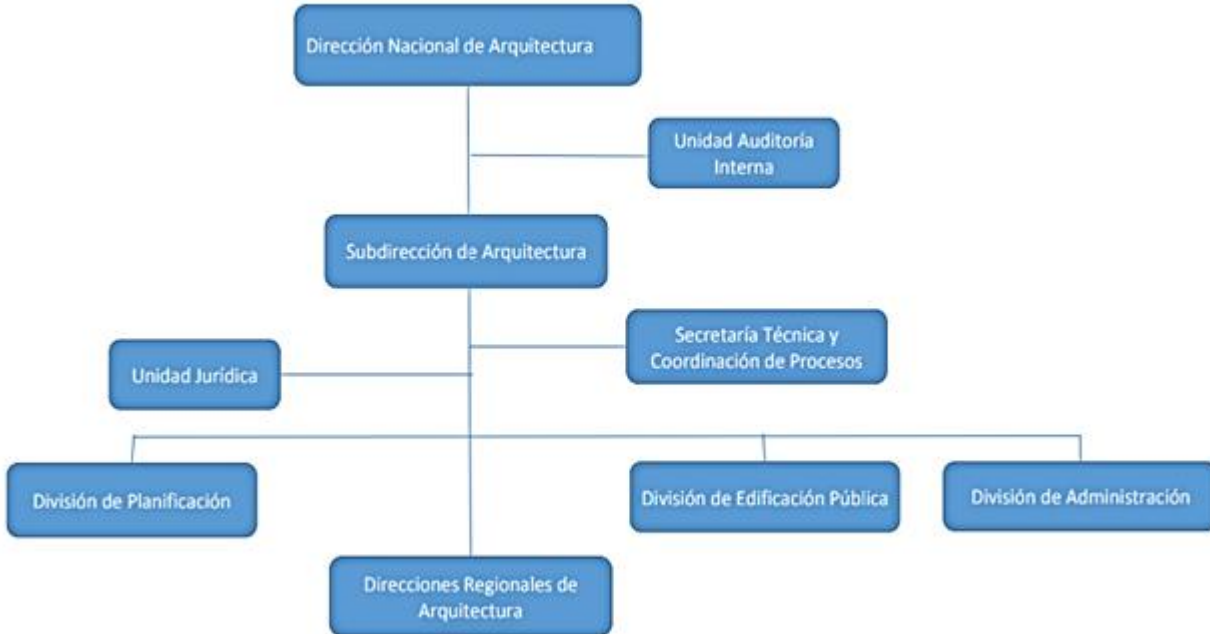 Dirección Nacional de Arquitectura
Unidad Auditoría
Interna
Subdirección de Arquitectura
Secretaría Técnica y
Coordinación de Procesos
Unidad Jurídica
División de Planificación
División de Edificación Pública
División de Administración
Direcciones Regionales de
Arquitectura